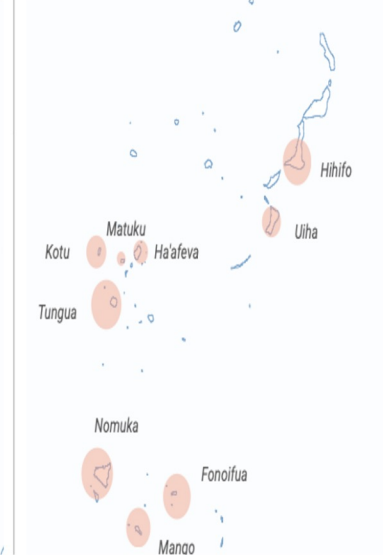 Hihifo
Uiha
Matuku
Kotu
Ha'afeva
Tungua
Nomuka
Fonoifua
Mango